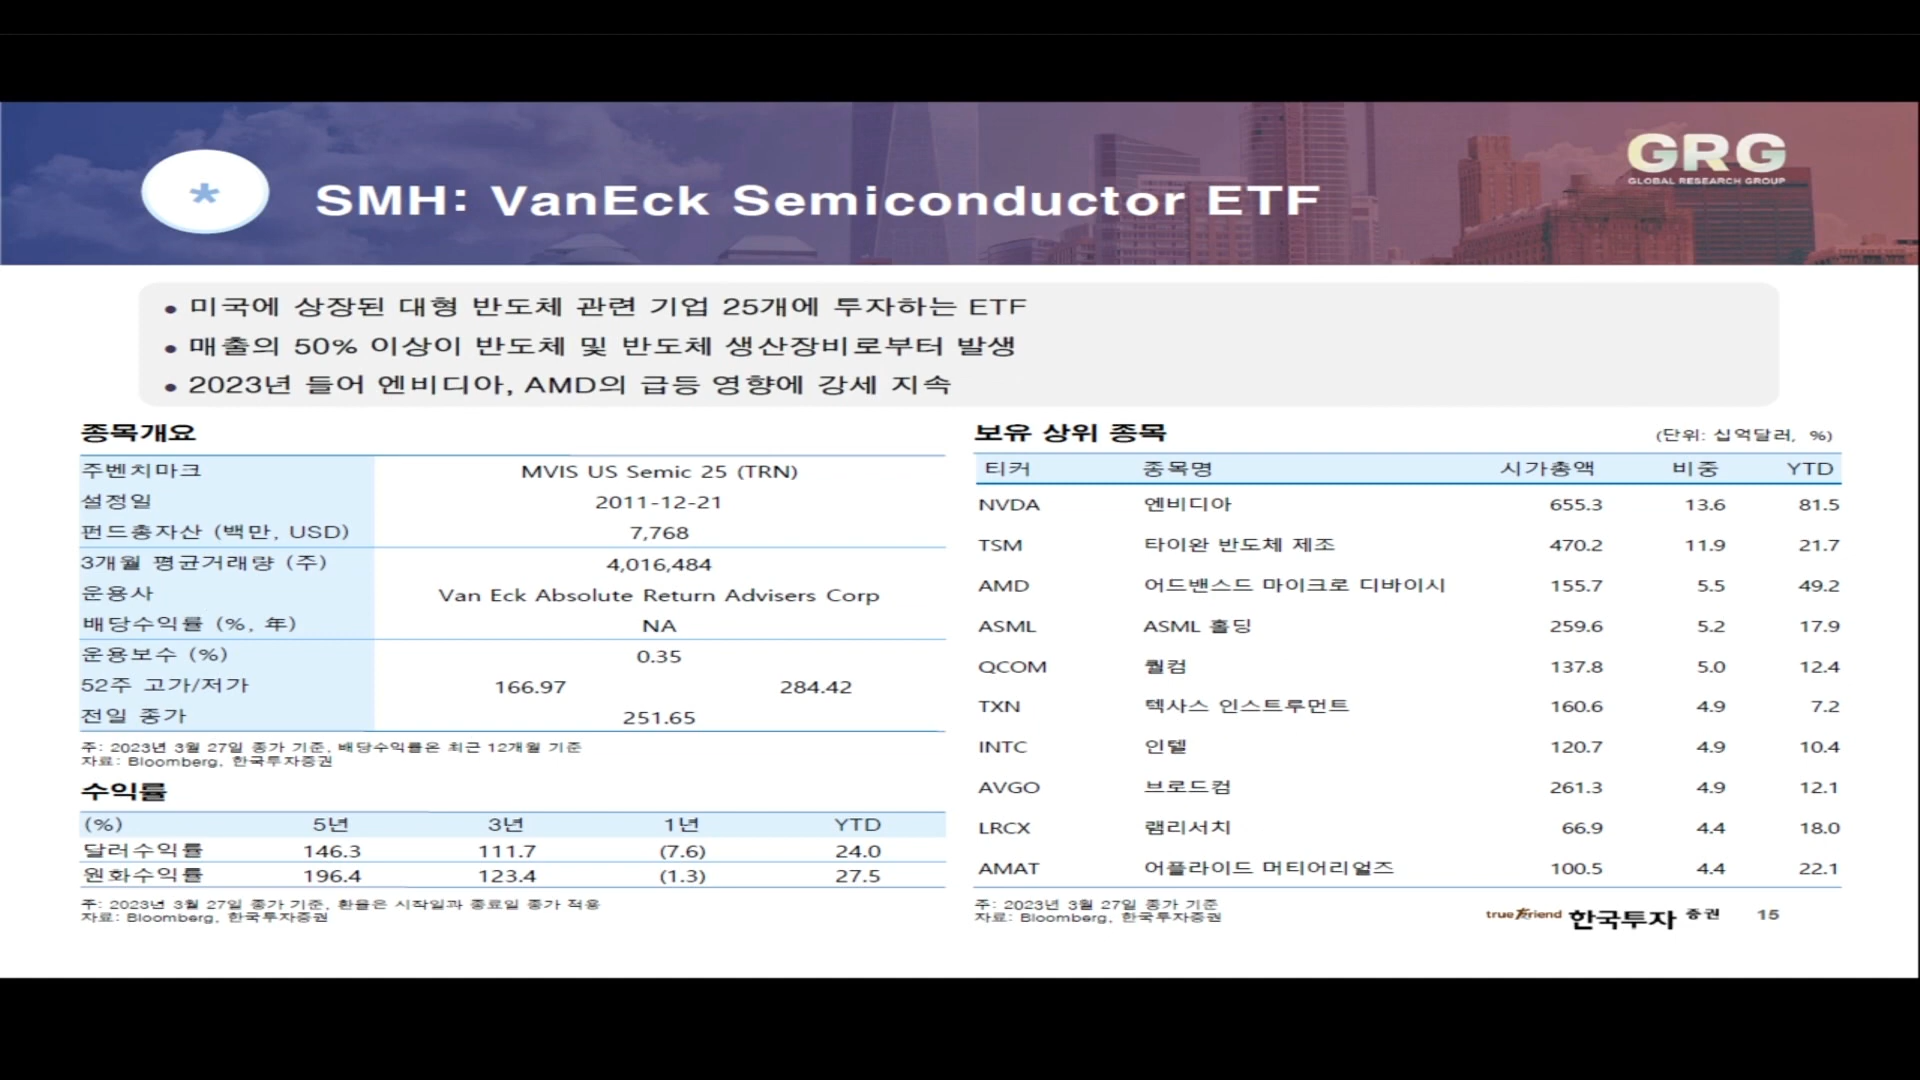 GRG
GLOBAL RESEARCH GROUP
* SMH: VanEck Semiconductor ETF
• 미국에 상장된 대형 반도체 관련 기업 25개에 투자하는 ETF
• 매출의 50% 이상이 반도체 및 반도체 생산장비로부터 발생
• 2023년 들어 엔비디아, AMD의 급등 영향에 강세 지속
종목개요
주벤치마크 MVIS US Semic 25 (TRN)
설정일 2011-12-21
펀드총자산 (백만, USD) 7,768
3개월 평균거래량 (주) 4,016,484
운용사 Van Eck Absolute Return Advisers Corp
배당수익률 (%, 年) NA
운용보수 (%) 0.35
52주 고가/저가 166.97 284.42
전일 종가 251.65
주: 2023년 3월 27일 종가 기준, 배당수익률은 최근 12개월 기준
자료: Bloomberg, 한국투자증권
수익률
(%) 5년 3년 1년 YTD
달러수익률 146.3 111.7 (7.6) 24.0
원화수익률 196.4 123.4 (1.3) 27.5
주: 2023년 3월 27일 종가 기준, 환율은 시작일과 종료일 종가 적용
자료: Bloomberg, 한국투자증권
보유 상위 종목 (단위: 십억달러, %)
티커 종목명 시가총액 비중 YTD
NVDA 엔비디아 655.3 13.6 81.5
TSM 타이완 반도체 제조 470.2 11.9 21.7
AMD 어드밴스드 마이크로 디바이시 155.7 5.5 49.2
ASML ASML 홀딩 259.6 5.2 17.9
QCOM 퀄컴 137.8 5.0 12.4
TXN 텍사스 인스트루먼트 160.6 4.9 7.2
INTC 인텔 120.7 4.9 10.4
AVGO 브로드컴 261.3 4.9 12.1
LRCX 램리서치 66.9 4.4 18.0
AMAT 어플라이드 머티어리얼즈 100.5 4.4 22.1
주: 2023년 3월 27일 종가 기준
자료: Bloomberg, 한국투자증권
true friend 한국투자 증권 15